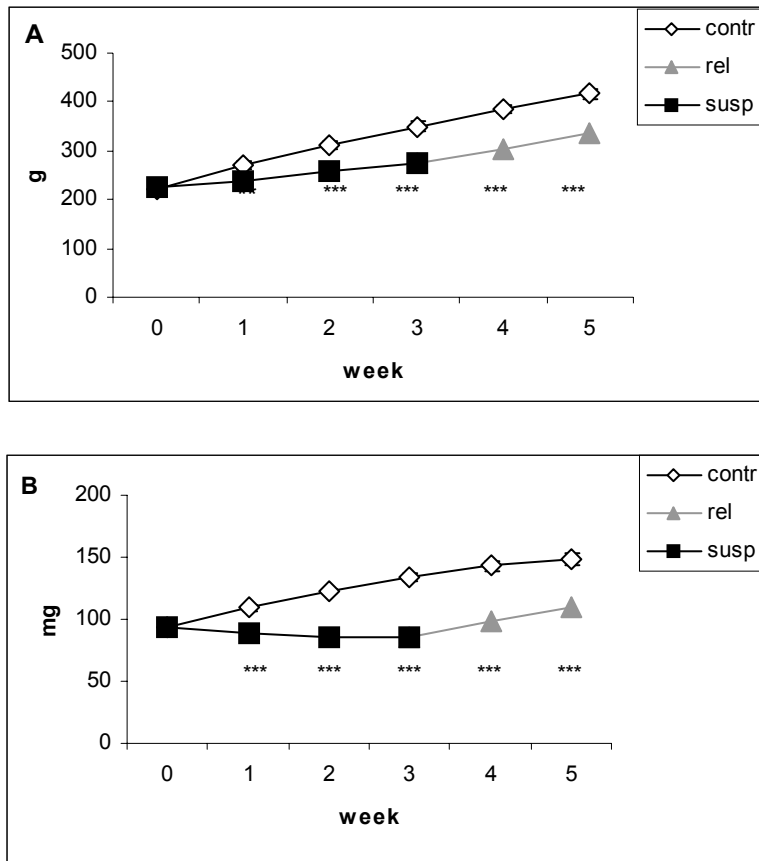 A
contr
rel
susp
500
400
300
200
100
0
g
** *** *** *** ***
0 1 2 3 4 5
week
B
contr
rel
susp
200
150
100
50
0
mg
*** *** *** *** ***
0 1 2 3 4 5
week